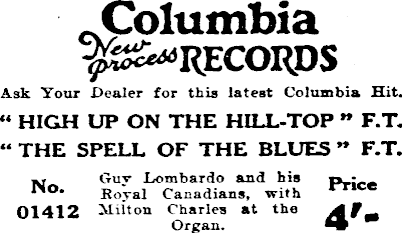 Columbia
New process RECORDS
Ask Your Dealer for this latest Columbia Hit.
" HIGH UP ON THE HILL-TOP " F.T.
" THE SPELL OF THE BLUES " F.T.
No. 01412
Guy Lombardo and his
Royal Canadians, with
Milton Charles at the
Organ.
Price
4/-